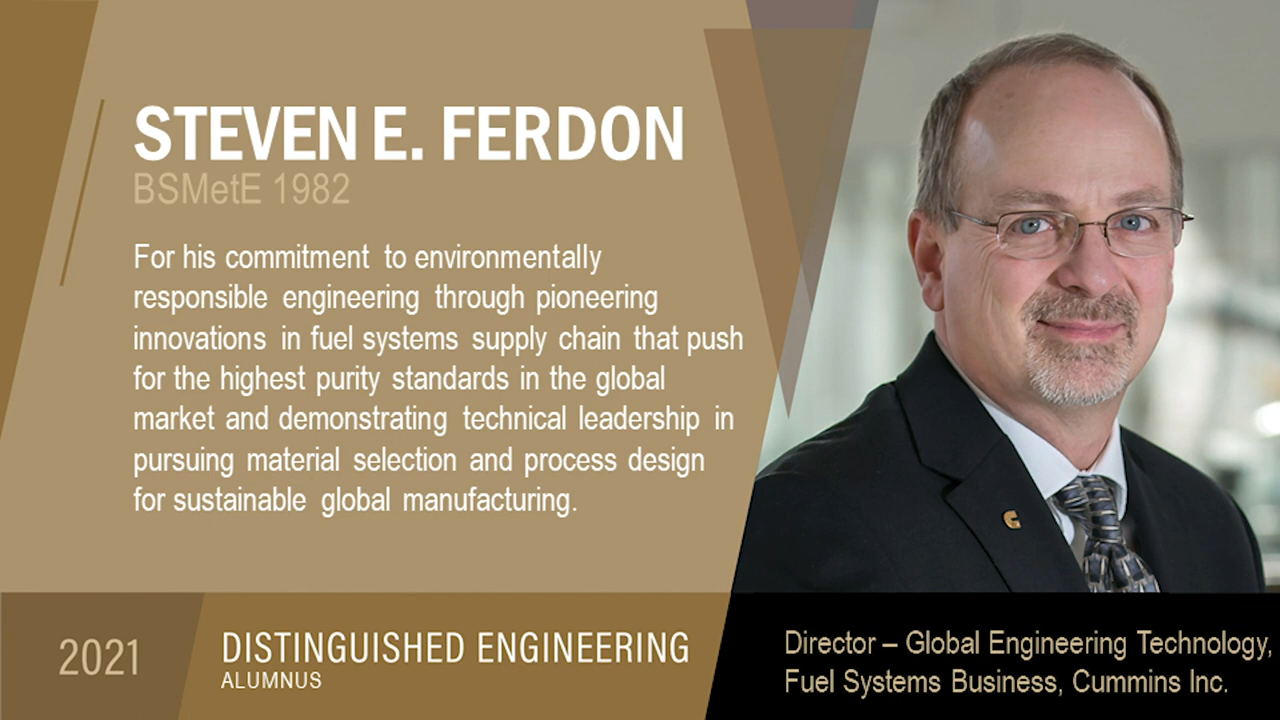 STEVEN E. FERDON
BSMetE 1982
For his commitment to environmentally
responsible engineering through pioneering
innovations in fuel systems supply chain that push
for the highest purity standards in the global
market and demonstrating technical leadership in
pursuing material selection and process design
for sustainable global manufacturing.
2021
DISTINGUISHED ENGINEERING
ALUMNUS
Director – Global Engineering Technology,
Fuel Systems Business, Cummins Inc.